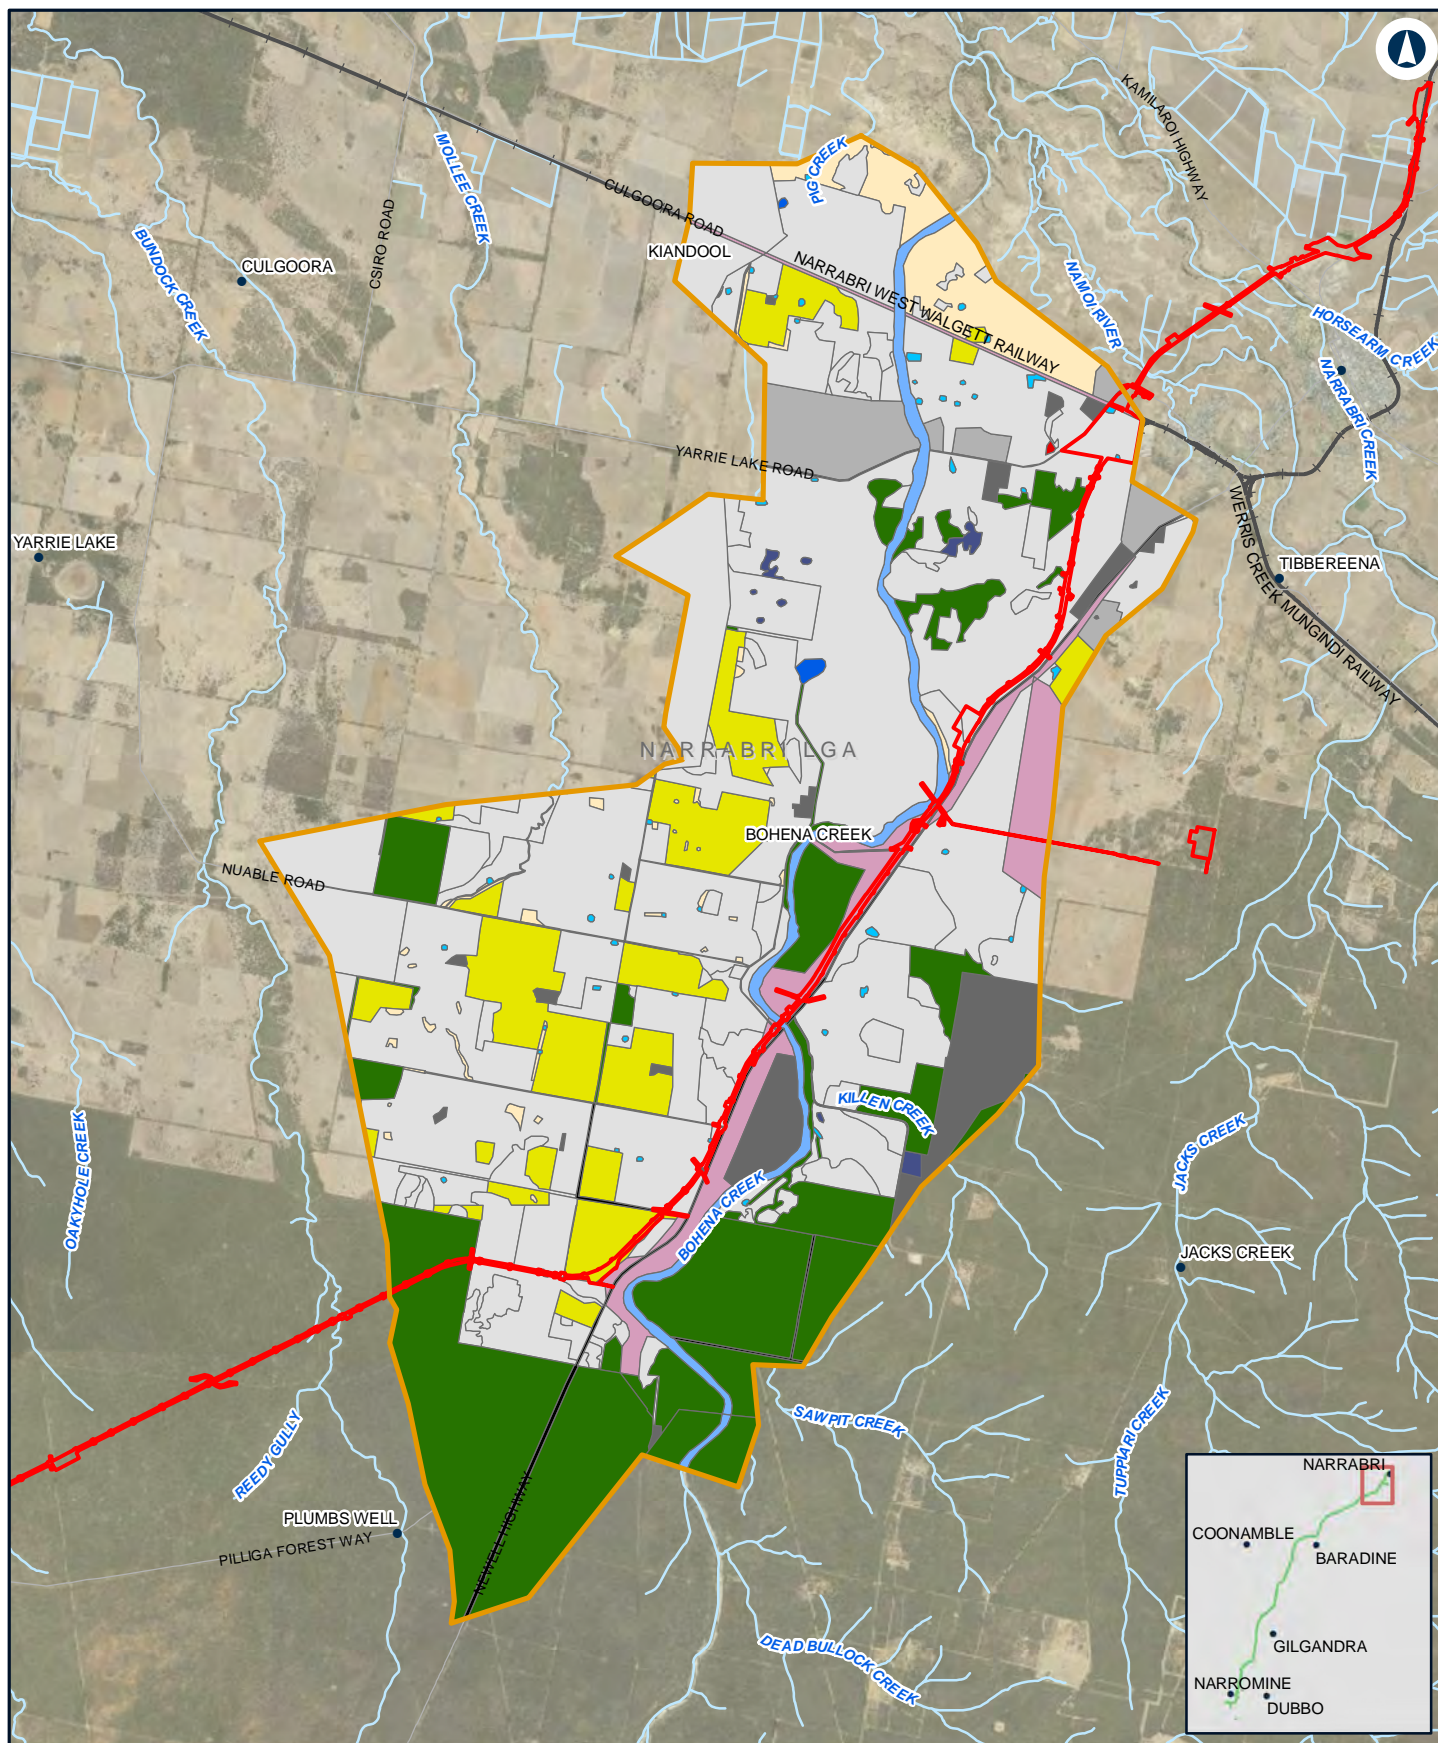 KAMILAROI HIGHWAY
MOLLEE CREEK
PIG CREEK
CULGOORA ROAD
CSIRO ROAD
BUNDOCK CREEK
KIANDOOL
CULGOORA
NARRABRI WEST WALGETT RAILWAY
NAMOI RIVER
HORSEARM CREEK
NARRABRI CREEK
YARRIE LAKE ROAD
WERRIS CREEK MUNGINDI RAILWAY
YARRIE LAKE
TIBBEREENA
NARRABRI LGA
BOHENA CREEK
NUABLE ROAD
KILLEN CREEK
OAKYHOLE CREEK
JACKS CREEK
BOHENA CREEK
JACKS CREEK
SAWPIT CREEK
TUPPIARI CREEK
REEDY GULLY
NEWELL HIGHWAY
PLUMBS WELL
PILLIGA FOREST WAY
DEAD BULLOCK CREEK
NARRABRI
COONAMBLE
BARADINE
GILGANDRA
NARROMINE
DUBBO